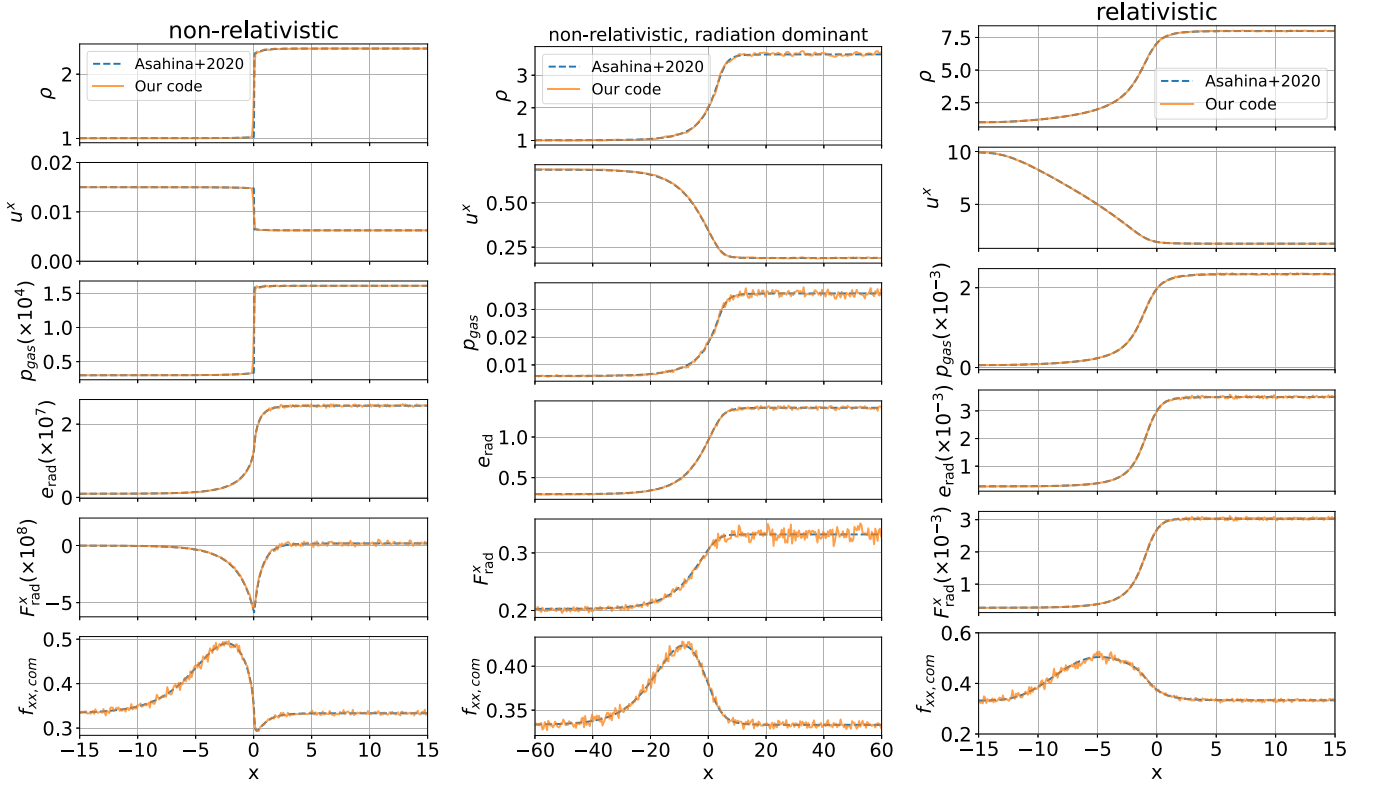 non-relativistic
2
1
ρ
Asahina+2020
Our code
0.02
0.01
0.00
u^x
1.5
1.0
0.5
p_gas(×10^4)
2
0
e_rad(×10^7)
0
−5
F^x_rad(×10^8)
0.5
0.4
0.3
f_xx,com
−15 −10 −5 0 5 10 15
x
non-relativistic, radiation dominant
3
2
1
ρ
Asahina+2020
Our code
0.50
0.25
u^x
0.03
0.02
0.01
p_gas
1.0
0.5
e_rad
0.3
0.2
F^x_rad
0.40
0.35
f_xx,com
−60 −40 −20 0 20 40 60
x
relativistic
7.5
5.0
2.5
ρ
Asahina+2020
Our code
10
5
u^x
2
0
p_gas(×10^−3)
3
2
1
e_rad(×10^−3)
3
2
1
F^x_rad(×10^−3)
0.6
0.4
0.2
f_xx,com
−15 −10 −5 0 5 10 15
x